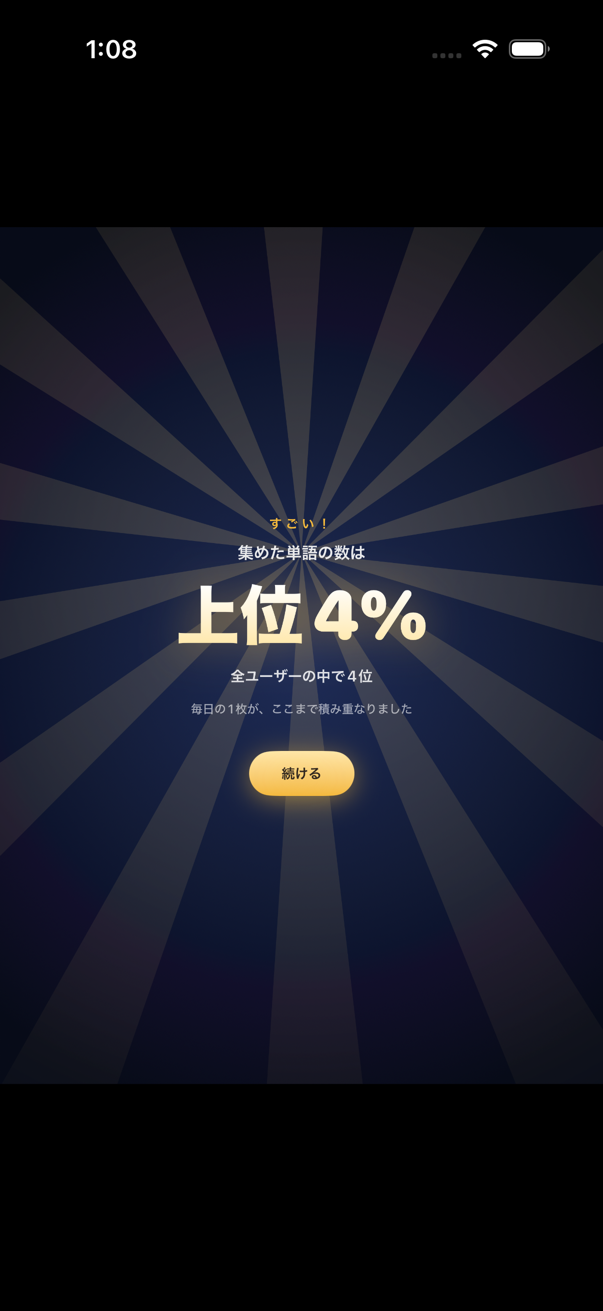 1:08
すごい！
集めた単語の数は
上位4%
全ユーザーの中で4位
毎日の1枚が、ここまで積み重なりました
続ける